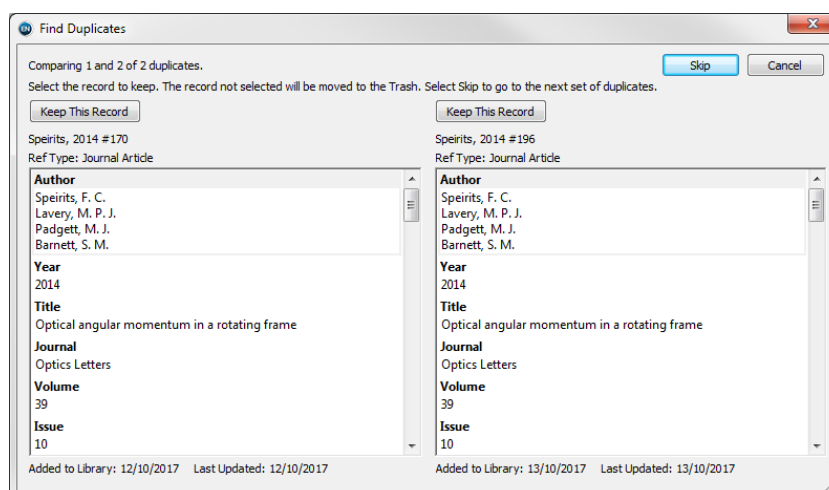 EN Find Duplicates
Comparing 1 and 2 of 2 duplicates.
Skip
Cancel
Select the record to keep. The record not selected will be moved to the Trash. Select Skip to go to the next set of duplicates.
Keep This Record
Speirits, 2014 #170
Ref Type: Journal Article
Author
Speirits, F. C.
Lavery, M. P. J.
Padgett, M. J.
Barnett, S. M.
Year
2014
Title
Optical angular momentum in a rotating frame
Journal
Optics Letters
Volume
39
Issue
10
Added to Library: 12/10/2017 Last Updated: 12/10/2017
Keep This Record
Speirits, 2014 #196
Ref Type: Journal Article
Author
Speirits, F. C.
Lavery, M. P. J.
Padgett, M. J.
Barnett, S. M.
Year
2014
Title
Optical angular momentum in a rotating frame
Journal
Optics Letters
Volume
39
Issue
10
Added to Library: 13/10/2017 Last Updated: 13/10/2017